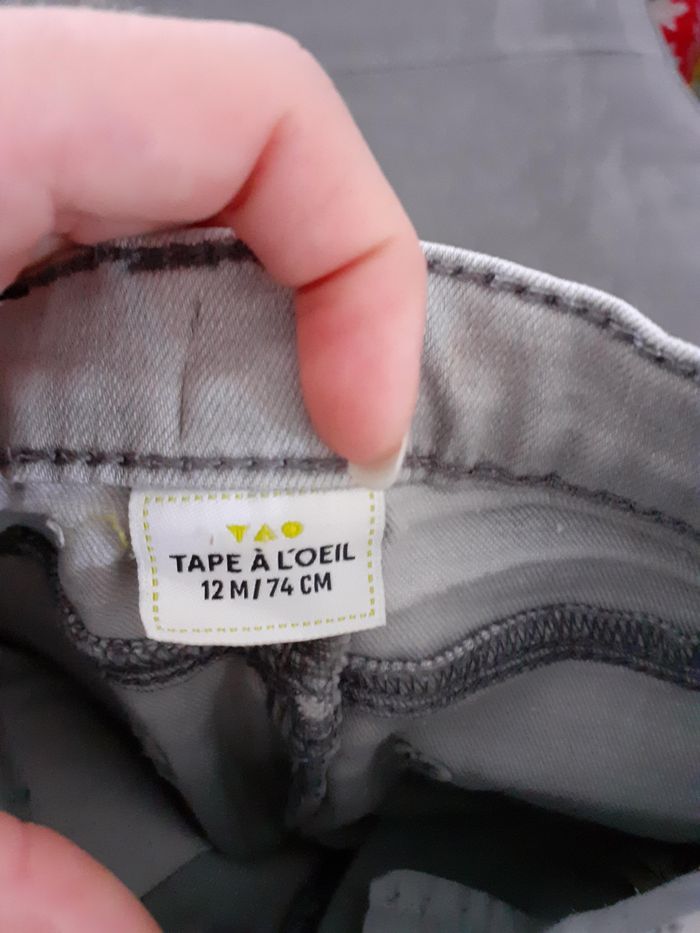 TAO
TAPE À L'OEIL
12 M / 74 CM